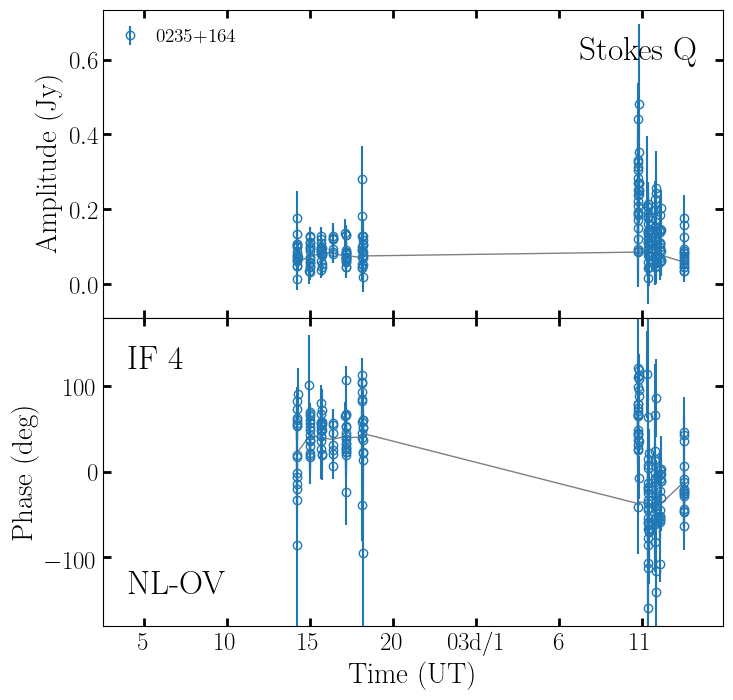 0235+164
Stokes Q
0.6
0.4
0.2
0.0
Amplitude (Jy)
IF 4
100
0
−100
Phase (deg)
NL-OV
5 10 15 20 03d/1 6 11
Time (UT)